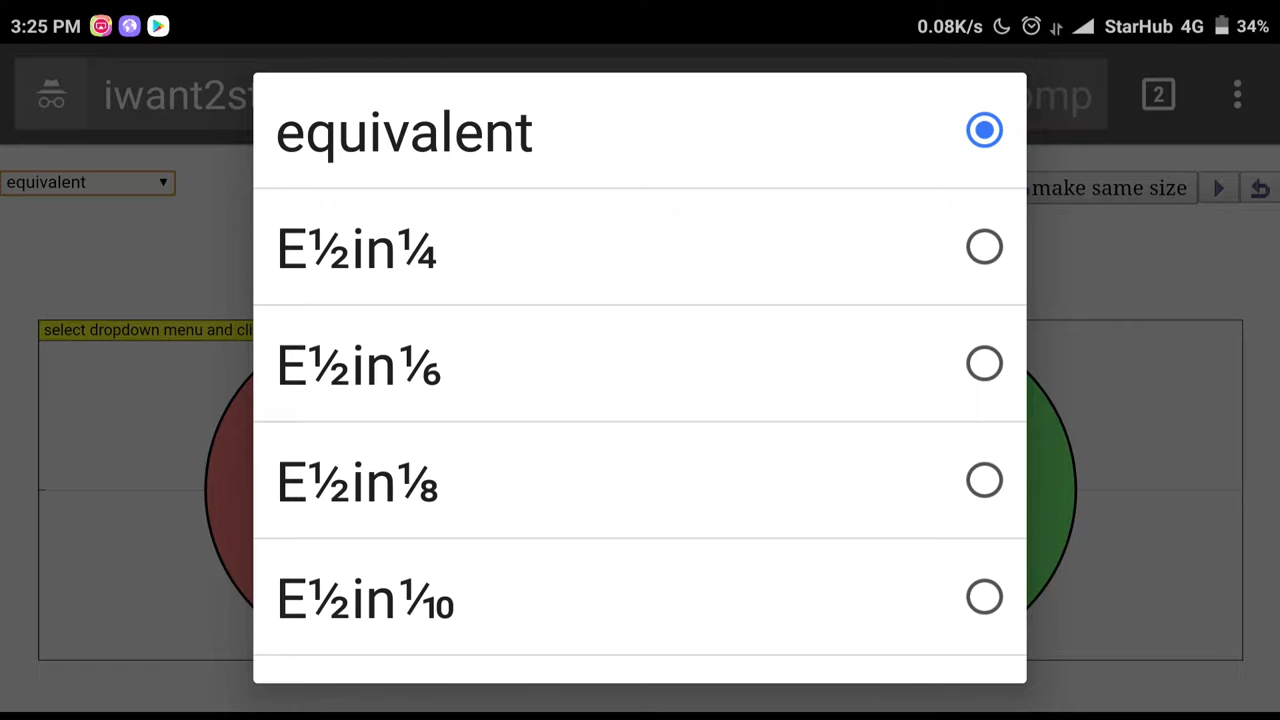 3:25 PM 0.08K/s StarHub 4G 34%
iwant2st omp 2
equivalent
equivalent ▼
make same size
E½in¼
select dropdown menu and cli
E½in⅙
E½in⅛
E½in⅒